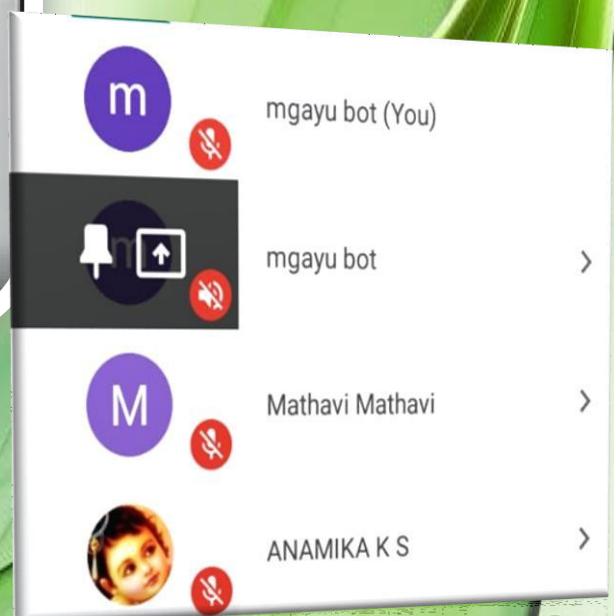 m
mgayu bot (You)
m
mgayu bot
M
Mathavi Mathavi
ANAMIKA K S